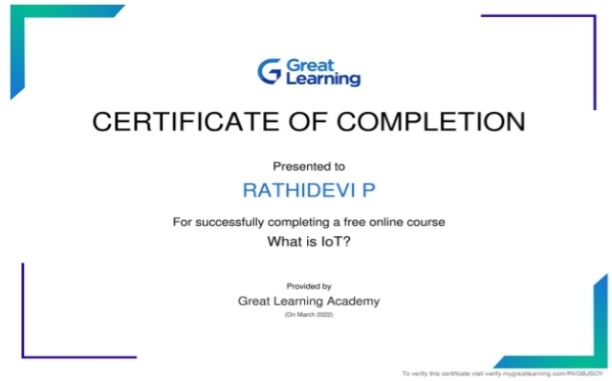 Great
Learning
CERTIFICATE OF COMPLETION
Presented to
RATHIDEVI P
For successfully completing a free online course
What is IoT?
Provided by
Great Learning Academy
(On March 2022)
To verify this certificate visit verify.mygreatlearning.com/